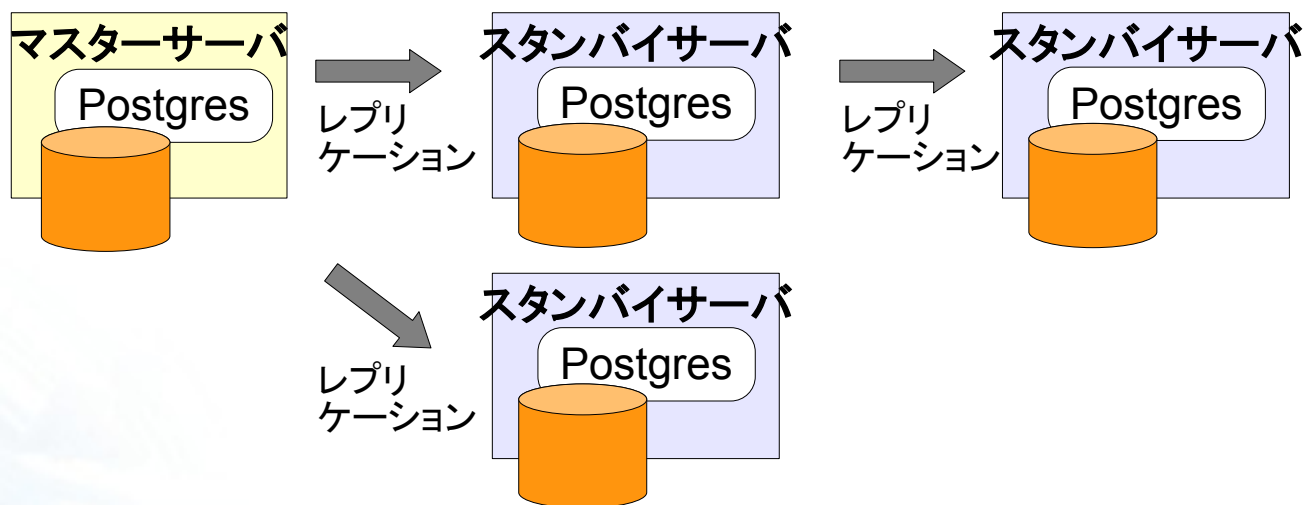 マスターサーバ
Postgres
レプリ
ケーション
スタンバイサーバ
Postgres
レプリ
ケーション
スタンバイサーバ
Postgres
レプリ
ケーション
スタンバイサーバ
Postgres